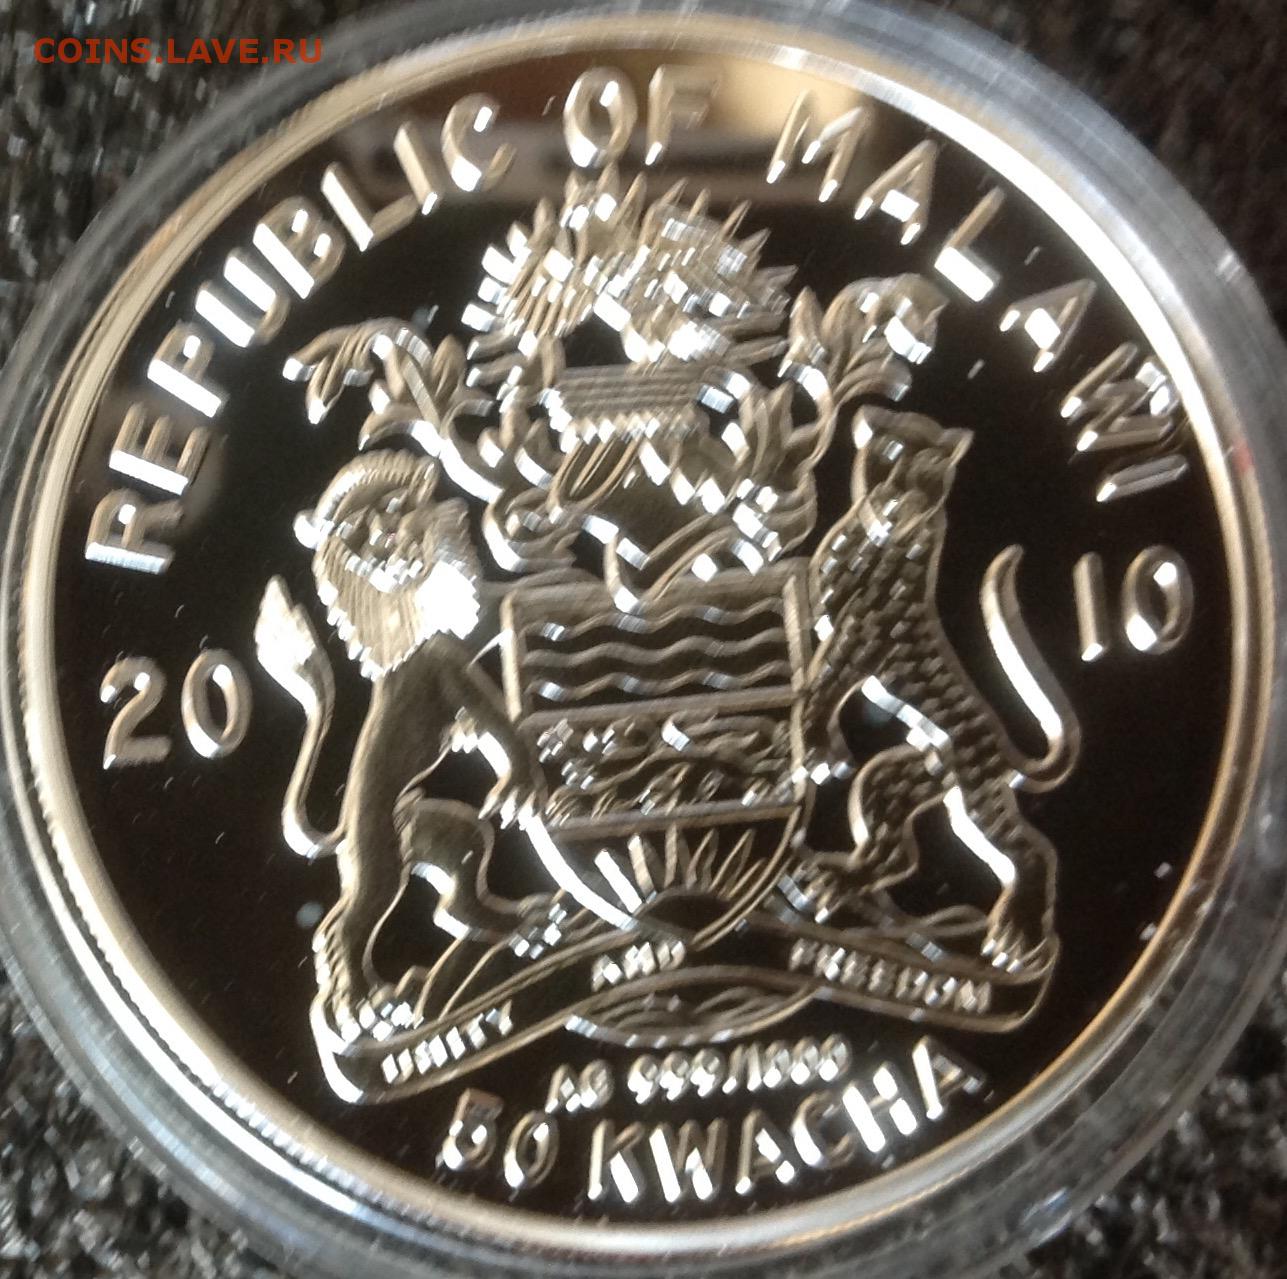 COINS.LAVE.RU
REPUBLIC OF MALAWI
20 10
UNITY AND FREEDOM
AG 999/1000
50 KWACHA